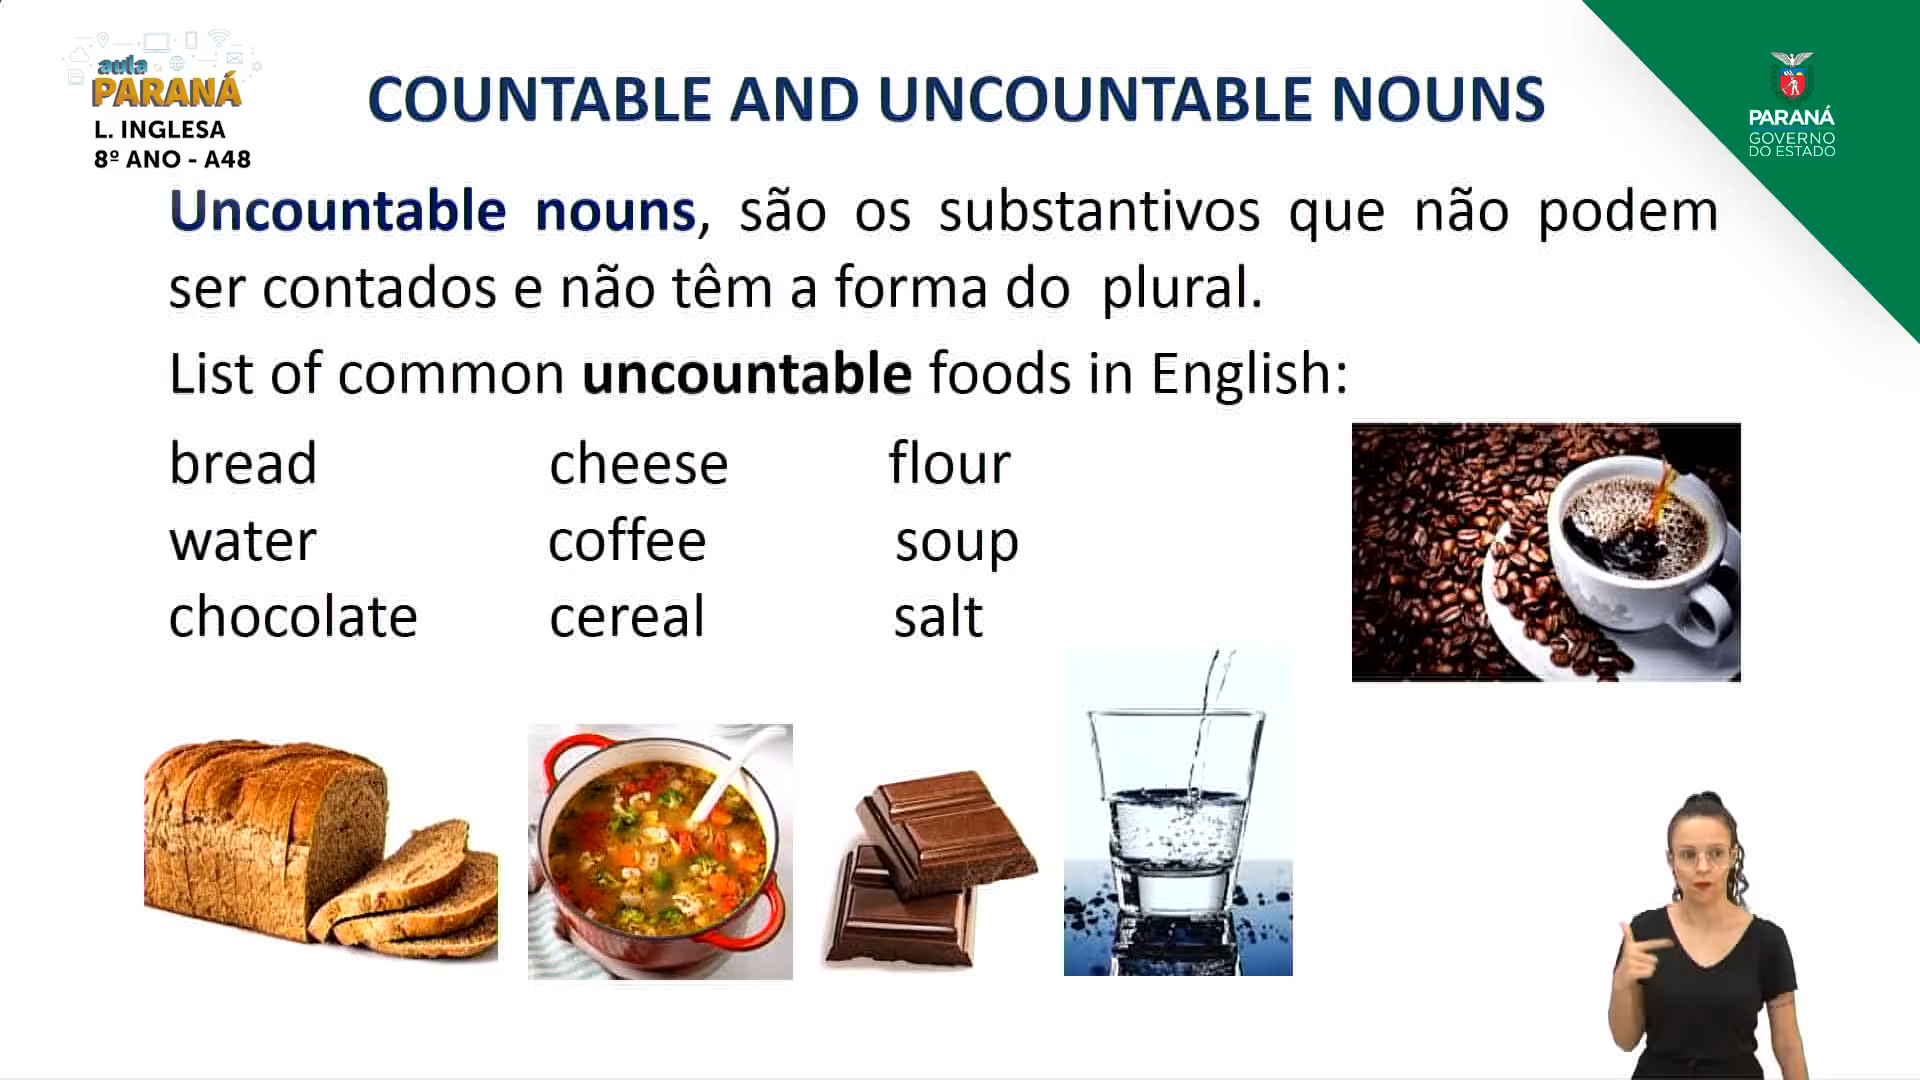 aula
PARANÁ
L. INGLESA
8º ANO - A48
COUNTABLE AND UNCOUNTABLE NOUNS
PARANÁ
GOVERNO
DO ESTADO
Uncountable nouns, são os substantivos que não podem
ser contados e não têm a forma do plural.
List of common uncountable foods in English:
bread cheese flour
water coffee soup
chocolate cereal salt